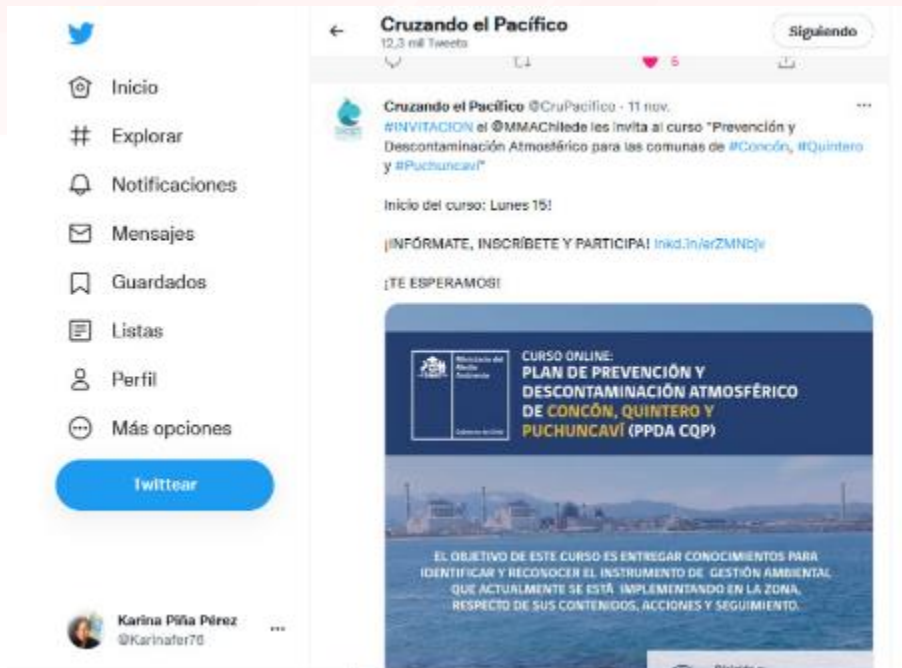 Inicio
Explorar
Notificaciones
Mensajes
Guardados
Listas
Perfil
Más opciones
Twittear
Karina Piña Pérez
@Karinafer76
Cruzando el Pacífico
12,3 mil Tweets
Siguiendo
6
Cruzando el Pacífico @CruPacifico · 11 nov.
#INVITACION el @MMAChilede les invita al curso "Prevención y
Descontaminación Atmosférico para las comunas de #Concón, #Quintero
y #Puchuncaví"
Inicio del curso: Lunes 15!
¡INFÓRMATE, INSCRÍBETE Y PARTICIPA! lnkd.in/erZMNbjv
¡TE ESPERAMOS!
Ministerio del
Medio
Ambiente
Gobierno de Chile
CURSO ONLINE:
PLAN DE PREVENCIÓN Y
DESCONTAMINACIÓN ATMOSFÉRICO
DE CONCÓN, QUINTERO Y
PUCHUNCAVÍ (PPDA CQP)
EL OBJETIVO DE ESTE CURSO ES ENTREGAR CONOCIMIENTOS PARA
IDENTIFICAR Y RECONOCER EL INSTRUMENTO DE GESTIÓN AMBIENTAL
QUE ACTUALMENTE SE ESTÁ IMPLEMENTANDO EN LA ZONA,
RESPECTO DE SUS CONTENIDOS, ACCIONES Y SEGUIMIENTO.